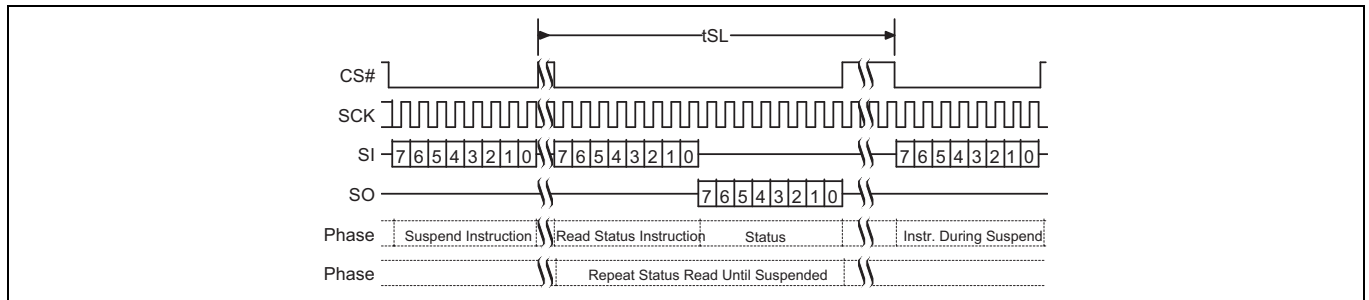 tSL
CS#
SCK
SI 7 6 5 4 3 2 1 0 7 6 5 4 3 2 1 0 7 6 5 4 3 2 1 0
SO 7 6 5 4 3 2 1 0
Phase Suspend Instruction Read Status Instruction Status Instr. During Suspend
Phase Repeat Status Read Until Suspended